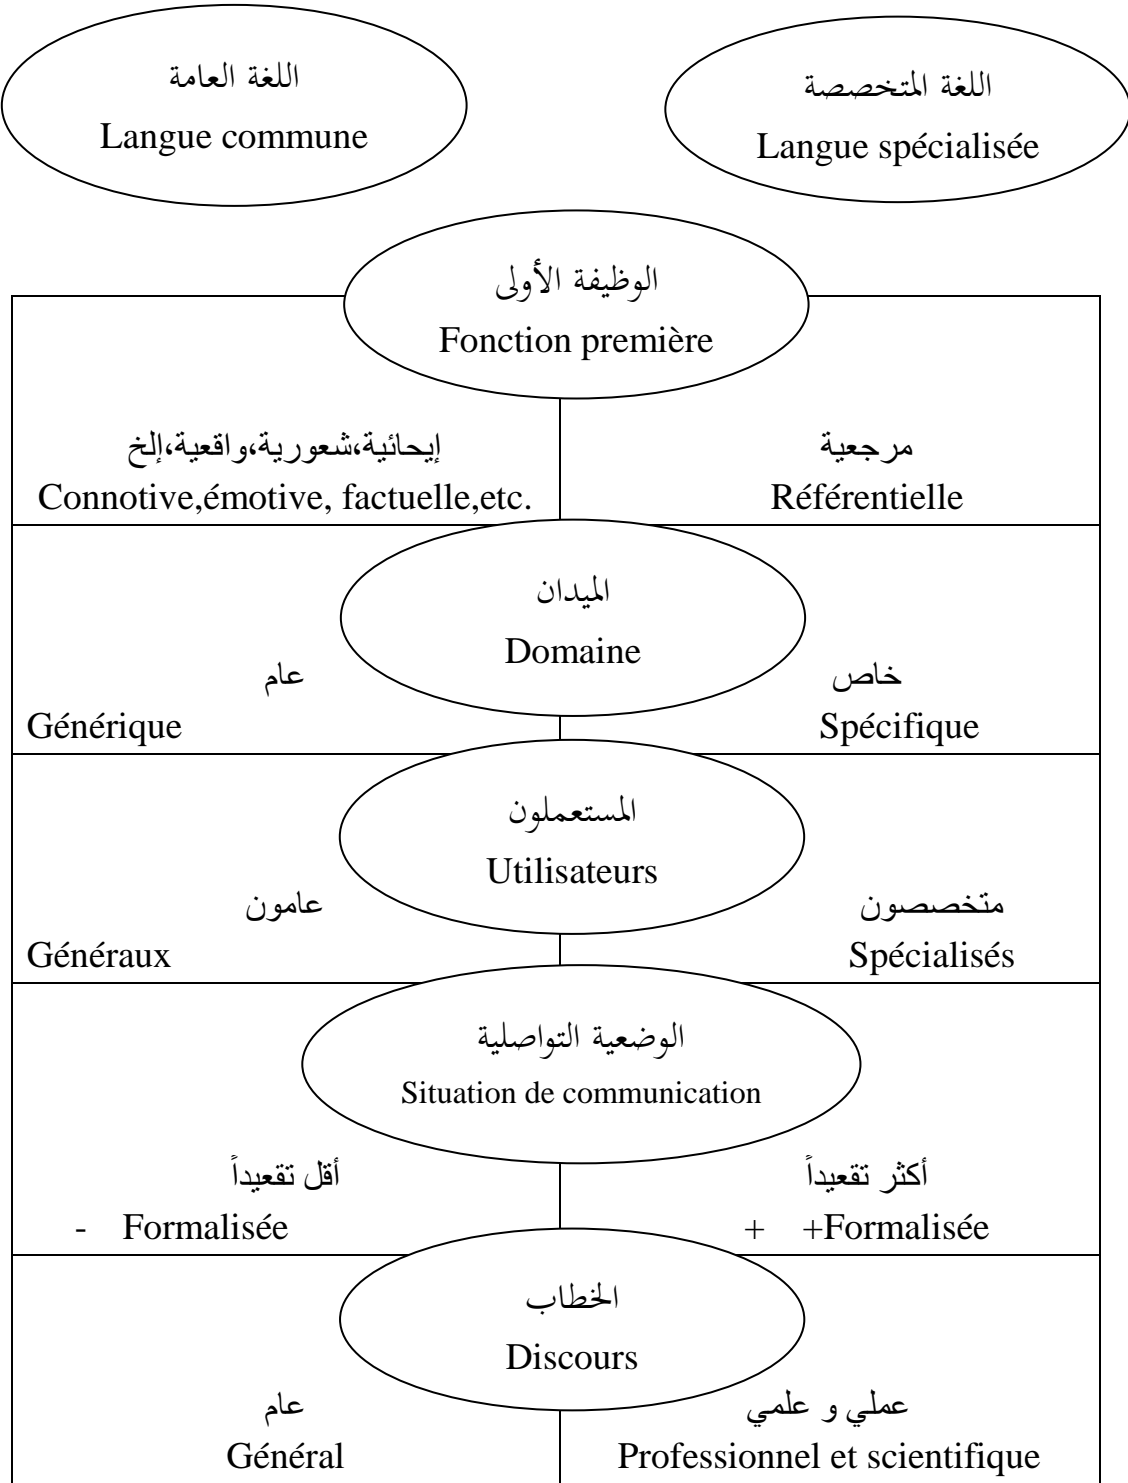 اللغة العامة
Langue commune
اللغة المتخصصة
Langue spécialisée
الوظيفة الأولى
Fonction première
إيحائية،شعورية،واقعية،إلخ
Connotive,émotive, factuelle,etc.
مرجعية
Référentielle
الميدان
Domaine
عام
Générique
خاص
Spécifique
المستعملون
Utilisateurs
عامون
Généraux
متخصصون
Spécialisés
الوضعية التواصلية
Situation de communication
أقل تقعيداً
- Formalisée
أكثر تقعيداً
+ +Formalisée
الخطاب
Discours
عام
Général
عملي و علمي
Professionnel et scientifique